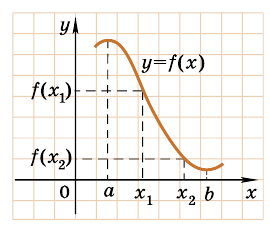 y
y=f(x)
f(x₁)
f(x₂)
0 a x₁ x₂ b x